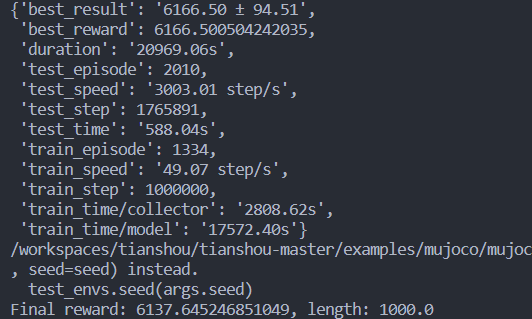 {'best_result': '6166.50 ± 94.51',
'best_reward': 6166.500504242035,
'duration': '20969.06s',
'test_episode': 2010,
'test_speed': '3003.01 step/s',
'test_step': 1765891,
'test_time': '588.04s',
'train_episode': 1334,
'train_speed': '49.07 step/s',
'train_step': 1000000,
'train_time/collector': '2808.62s',
'train_time/model': '17572.40s'}
/workspaces/tianshou/tianshou-master/examples/mujoco/mujoc
, seed=seed) instead.
test_envs.seed(args.seed)
Final reward: 6137.645246851049, length: 1000.0